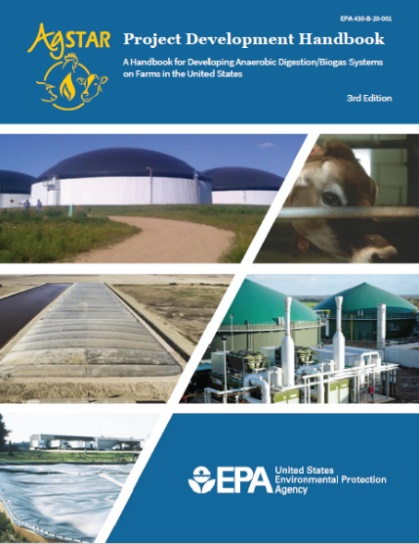 EPA 430-B-20-001
AgSTAR
Project Development Handbook
A Handbook for Developing Anaerobic Digestion/Biogas Systems
on Farms in the United States
3rd Edition
EPA
United States
Environmental Protection
Agency